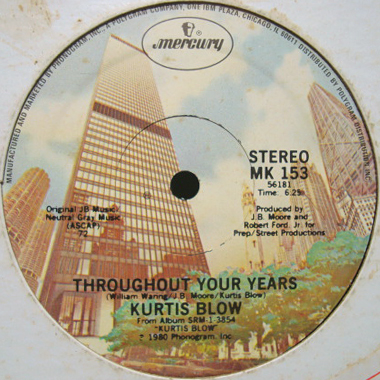 MANUFACTURED AND MARKETED BY PHONOGRAM, INC., A POLYGRAM COMPANY, ONE IBM PLAZA, CHICAGO, IL 60611 DISTRIBUTED BY POLYGRAM DISTRIBUTION, INC.
mercury
STEREO
MK 153
56181
Time: 6:25
Original JB Music/
Neutral Gray Music
(ASCAP)
72
Produced by
J.B. Moore and
Robert Ford, Jr. for
Prep/Street Productions
THROUGHOUT YOUR YEARS
(William Waring/J.B. Moore/Kurtis Blow)
KURTIS BLOW
From Album SRM-1-3854
"KURTIS BLOW"
℗ 1980 Phonogram, Inc.